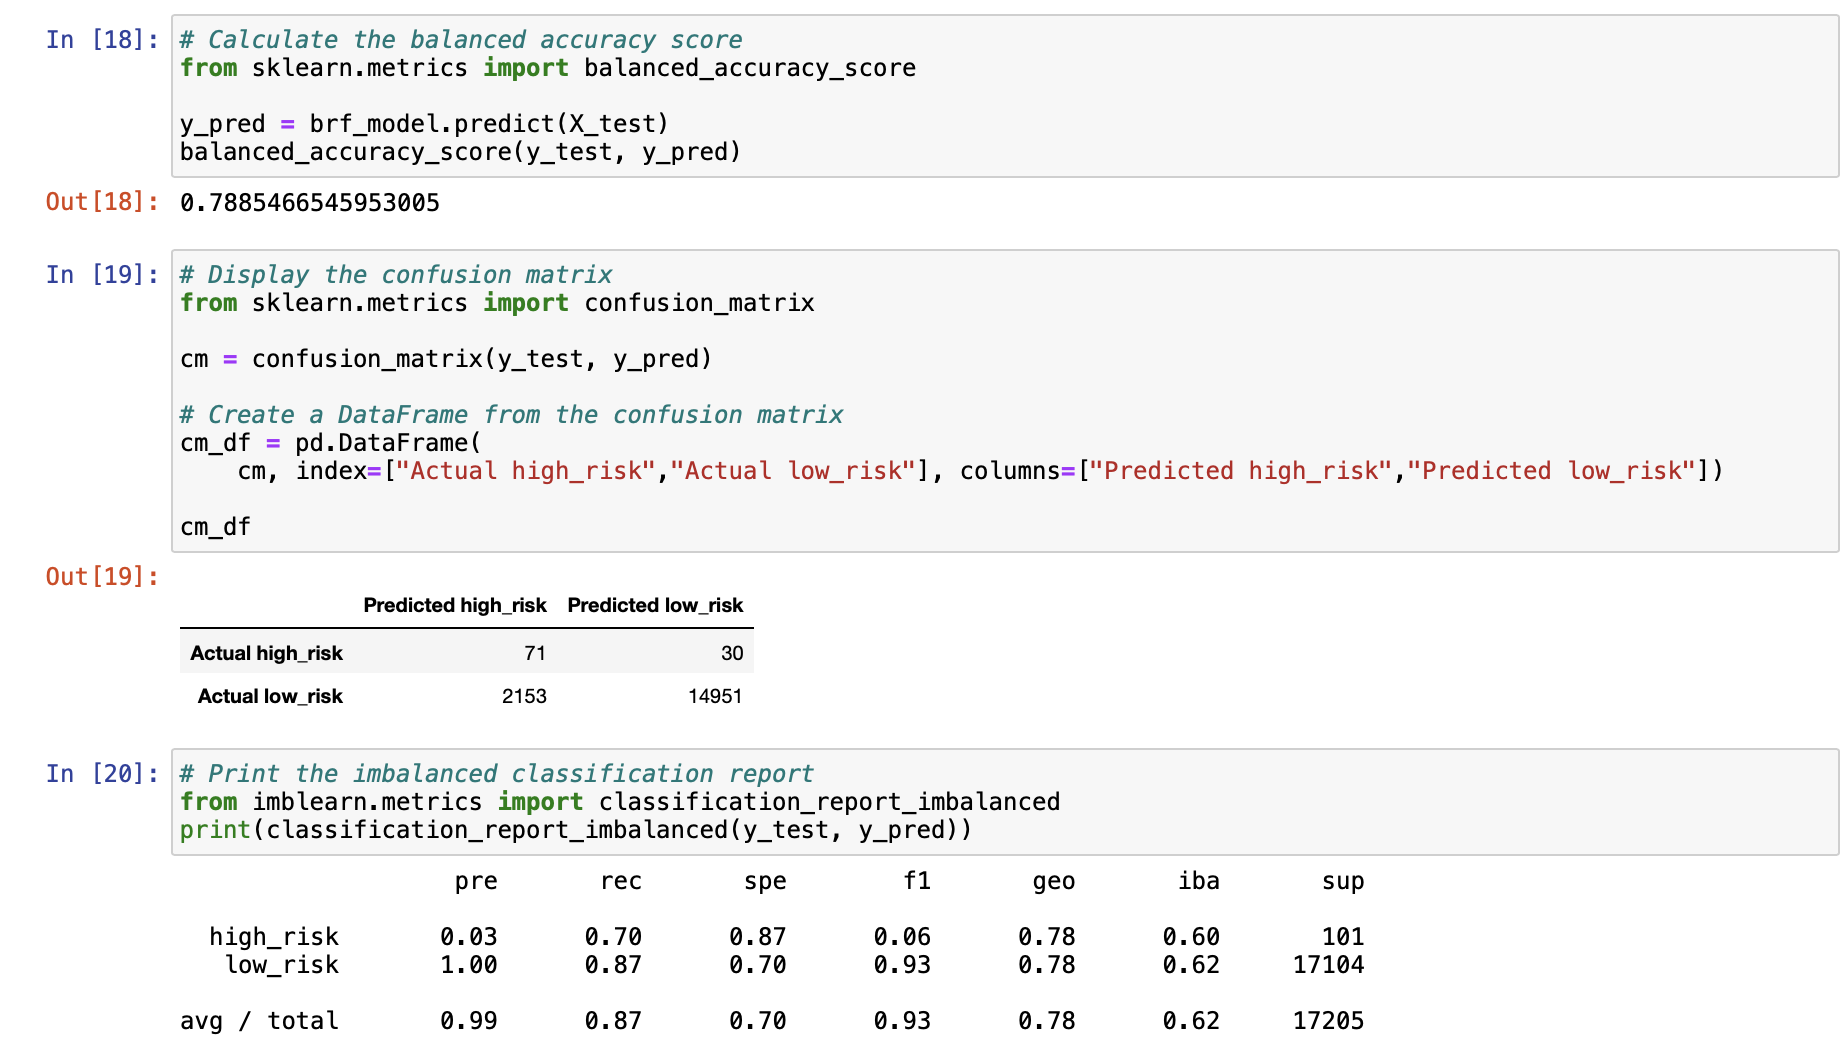 In [18]: # Calculate the balanced accuracy score
from sklearn.metrics import balanced_accuracy_score
y_pred = brf_model.predict(X_test)
balanced_accuracy_score(y_test, y_pred)
Out[18]: 0.7885466545953005
In [19]: # Display the confusion matrix
from sklearn.metrics import confusion_matrix
cm = confusion_matrix(y_test, y_pred)
# Create a DataFrame from the confusion matrix
cm_df = pd.DataFrame(
    cm, index=["Actual high_risk","Actual low_risk"], columns=["Predicted high_risk","Predicted low_risk"])
cm_df
Out[19]:
Predicted high_risk Predicted low_risk
Actual high_risk 71 30
Actual low_risk 2153 14951
In [20]: # Print the imbalanced classification report
from imblearn.metrics import classification_report_imbalanced
print(classification_report_imbalanced(y_test, y_pred))
pre rec spe f1 geo iba sup
high_risk 0.03 0.70 0.87 0.06 0.78 0.60 101
low_risk 1.00 0.87 0.70 0.93 0.78 0.62 17104
avg / total 0.99 0.87 0.70 0.93 0.78 0.62 17205